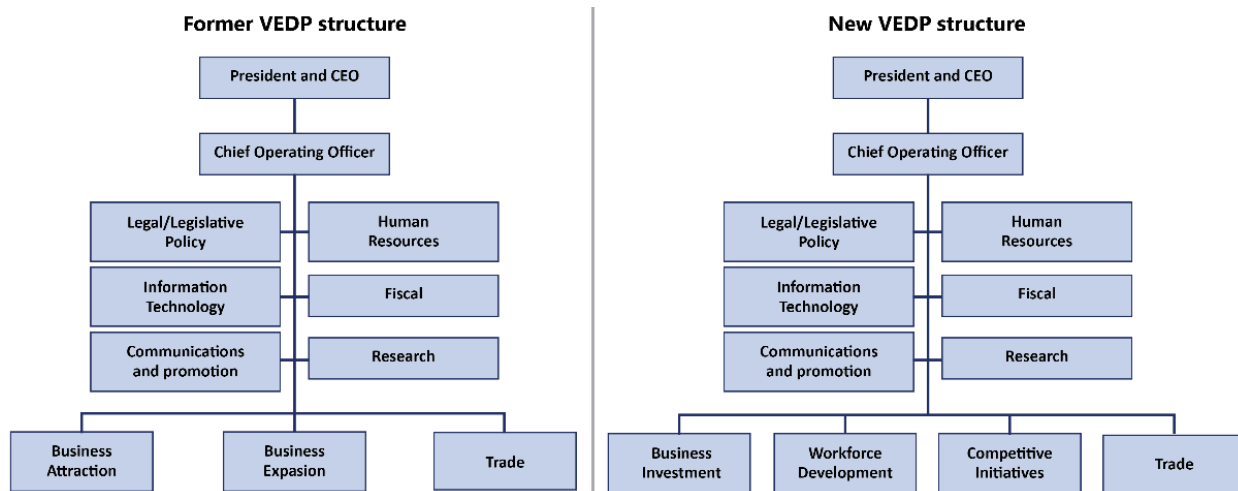 Former VEDP structure
President and CEO
Chief Operating Officer
Legal/Legislative
Policy
Human
Resources
Information
Technology
Fiscal
Communications
and promotion
Research
Business
Attraction
Business
Expasion
Trade
New VEDP structure
President and CEO
Chief Operating Officer
Legal/Legislative
Policy
Human
Resources
Information
Technology
Fiscal
Communications
and promotion
Research
Business
Investment
Workforce
Development
Competitive
Initiatives
Trade